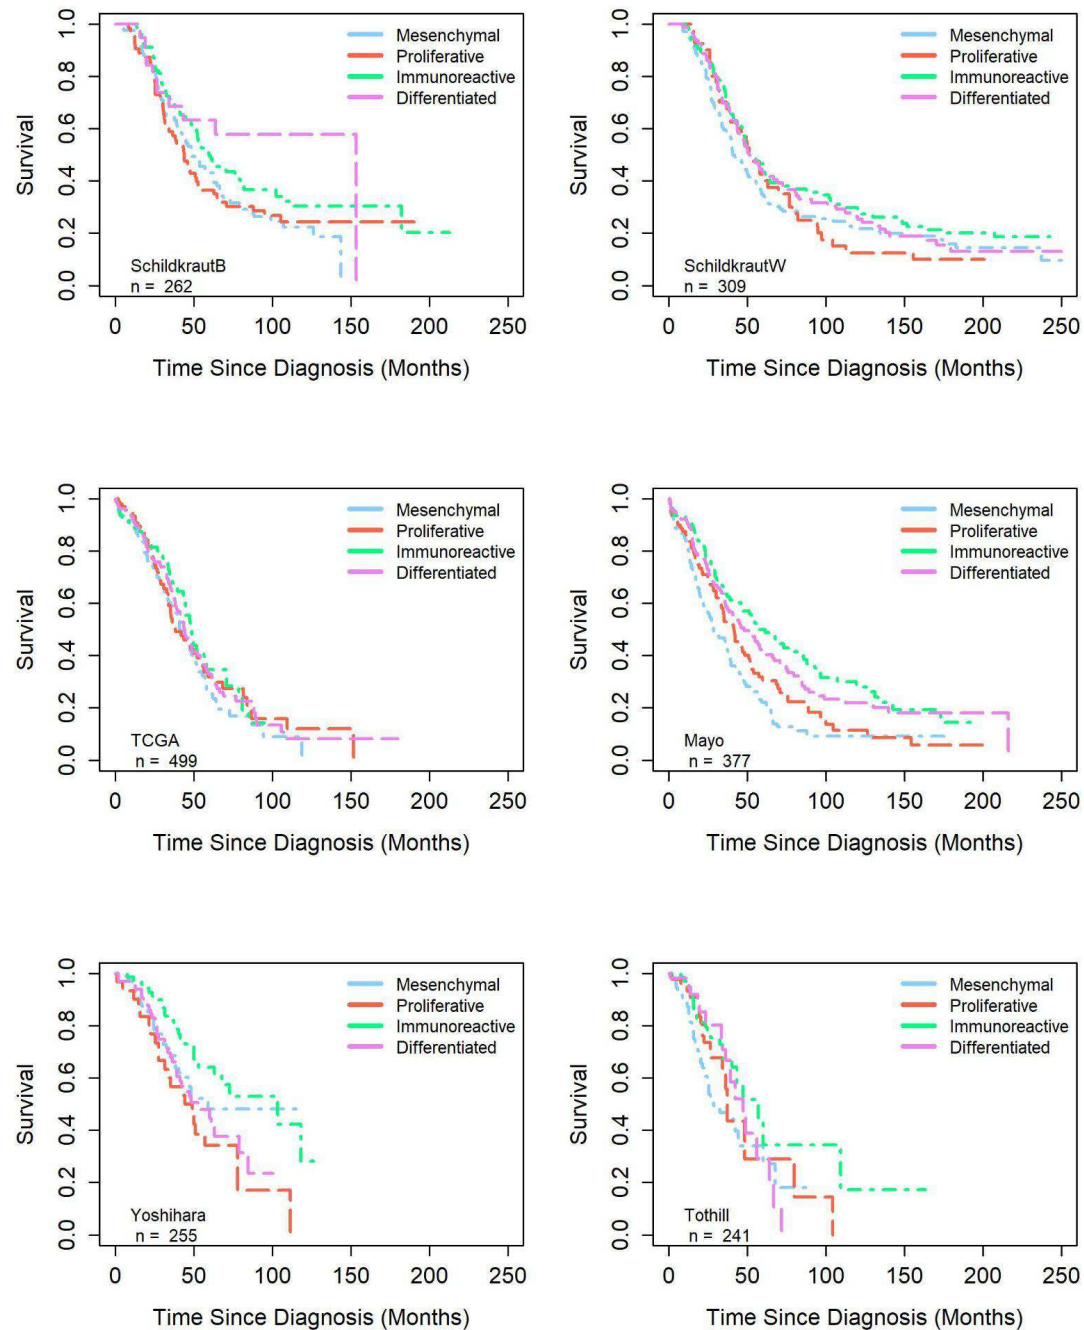 Survival
1.0
0.8
0.6
0.4
0.2
0.0
Mesenchymal
Proliferative
Immunoreactive
Differentiated
SchildkrautB
n = 262
0 50 100 150 200 250
Time Since Diagnosis (Months)
Survival
1.0
0.8
0.6
0.4
0.2
0.0
Mesenchymal
Proliferative
Immunoreactive
Differentiated
SchildkrautW
n = 309
0 50 100 150 200 250
Time Since Diagnosis (Months)
Survival
1.0
0.8
0.6
0.4
0.2
0.0
Mesenchymal
Proliferative
Immunoreactive
Differentiated
TCGA
n = 499
0 50 100 150 200 250
Time Since Diagnosis (Months)
Survival
1.0
0.8
0.6
0.4
0.2
0.0
Mesenchymal
Proliferative
Immunoreactive
Differentiated
Mayo
n = 377
0 50 100 150 200 250
Time Since Diagnosis (Months)
Survival
1.0
0.8
0.6
0.4
0.2
0.0
Mesenchymal
Proliferative
Immunoreactive
Differentiated
Yoshihara
n = 255
0 50 100 150 200 250
Time Since Diagnosis (Months)
Survival
1.0
0.8
0.6
0.4
0.2
0.0
Mesenchymal
Proliferative
Immunoreactive
Differentiated
Tothill
n = 241
0 50 100 150 200 250
Time Since Diagnosis (Months)